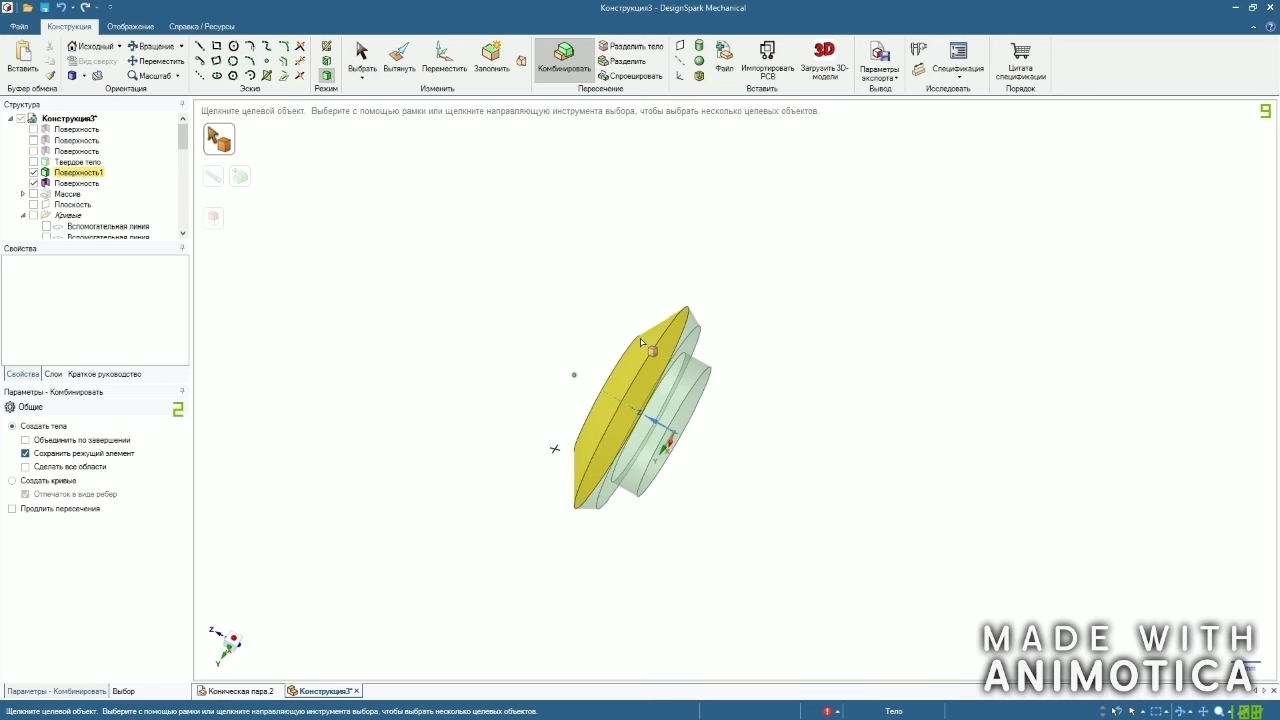 Конструкция3 - DesignSpark Mechanical
Файл Конструкция Отображение Справка / Ресурсы
Вставить
Буфер обмена
Исходный Вращение
Вид сверху Переместить
Масштаб
Ориентация
Эскиз
Режим
Выбрать Вытянуть Переместить Заполнить
Изменить
Комбинировать
Разделить тело
Разделить
Спроецировать
Пересечение
Файл Импортировать PCB Загрузить 3D-модели
3D
Вставить
Параметры экспорта
Вывод
Спецификация
Исследовать
Цитата спецификации
Порядок
Структура
Конструкция3*
Поверхность
Поверхность
Поверхность
Твердое тело
Поверхность1
Поверхность
Массив
Плоскость
Кривые
Вспомогательная линия
Вспомогательная линия
Свойства
Свойства Слои Краткое руководство
Параметры - Комбинировать
Общие
2
Создать тела
Объединить по завершении
Сохранить режущий элемент
Сделать все области
Создать кривые
Отпечаток в виде ребер
Продлить пересечения
Параметры - Комбинировать Выбор
Щелкните целевой объект. Выберите с помощью рамки или щелкните направляющую инструмента выбора, чтобы выбрать несколько целевых объектов.
9
Z
X
Y
Z
Y
MADE WITH
ANIMOTICA
Коническая пара.2 Конструкция3*
Щелкните целевой объект. Выберите с помощью рамки или щелкните направляющую инструмента выбора, чтобы выбрать несколько целевых объектов.
Тело